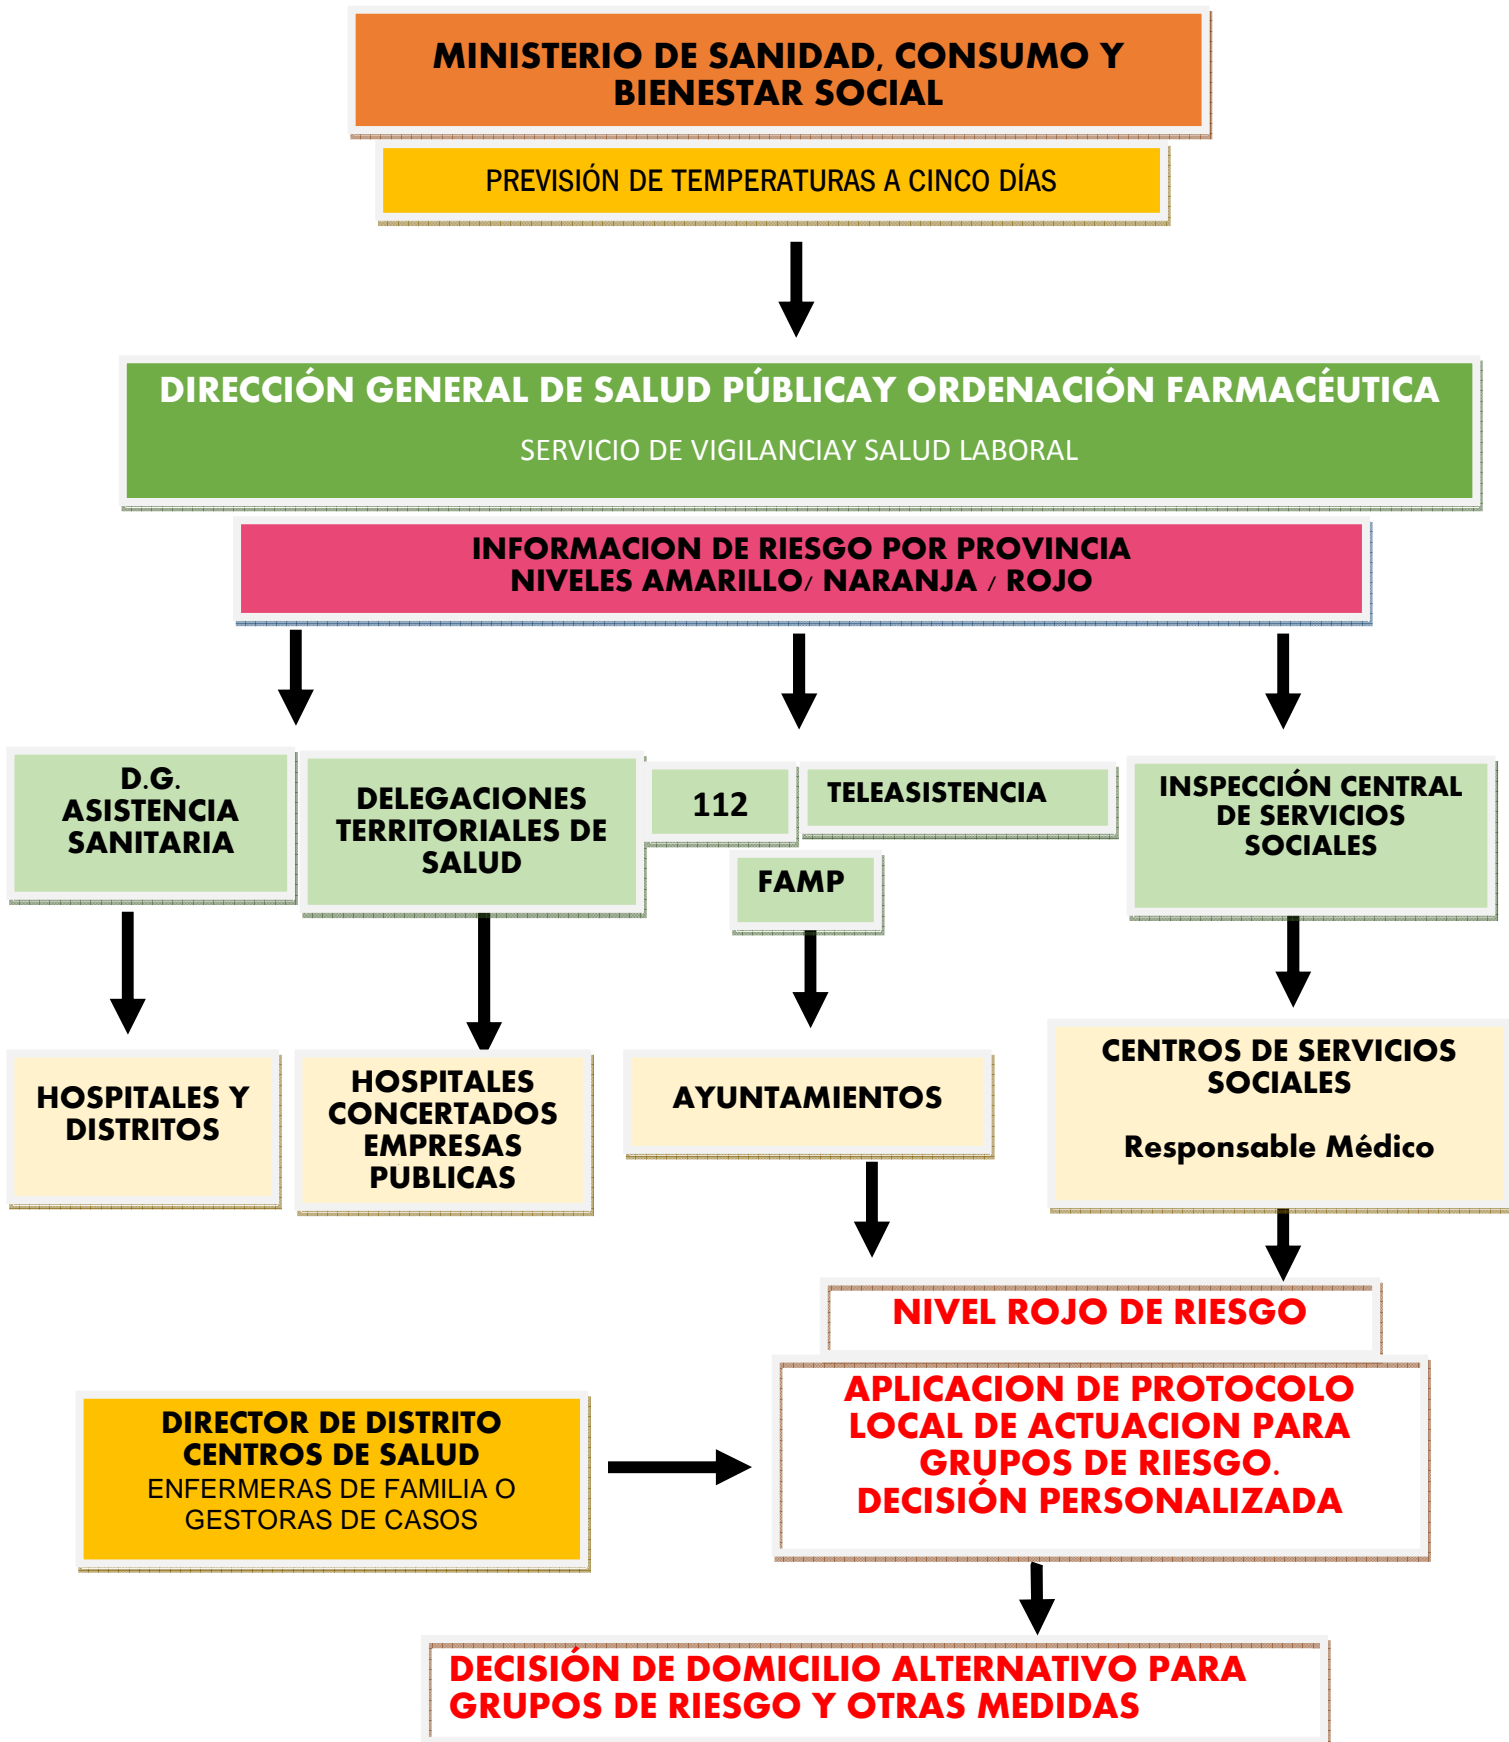 MINISTERIO DE SANIDAD, CONSUMO Y
BIENESTAR SOCIAL
PREVISIÓN DE TEMPERATURAS A CINCO DÍAS
DIRECCIÓN GENERAL DE SALUD PÚBLICAY ORDENACIÓN FARMACÉUTICA
SERVICIO DE VIGILANCIAY SALUD LABORAL
INFORMACION DE RIESGO POR PROVINCIA
NIVELES AMARILLO/ NARANJA / ROJO
D.G.
ASISTENCIA
SANITARIA
DELEGACIONES
TERRITORIALES DE
SALUD
112
TELEASISTENCIA
FAMP
INSPECCIÓN CENTRAL
DE SERVICIOS
SOCIALES
HOSPITALES Y
DISTRITOS
HOSPITALES
CONCERTADOS
EMPRESAS
PÚBLICAS
AYUNTAMIENTOS
CENTROS DE SERVICIOS
SOCIALES
Responsable Médico
NIVEL ROJO DE RIESGO
APLICACION DE PROTOCOLO
LOCAL DE ACTUACION PARA
GRUPOS DE RIESGO.
DECISIÓN PERSONALIZADA
DIRECTOR DE DISTRITO
CENTROS DE SALUD
ENFERMERAS DE FAMILIA O
GESTORAS DE CASOS
DECISIÓN DE DOMICILIO ALTERNATIVO PARA
GRUPOS DE RIESGO Y OTRAS MEDIDAS